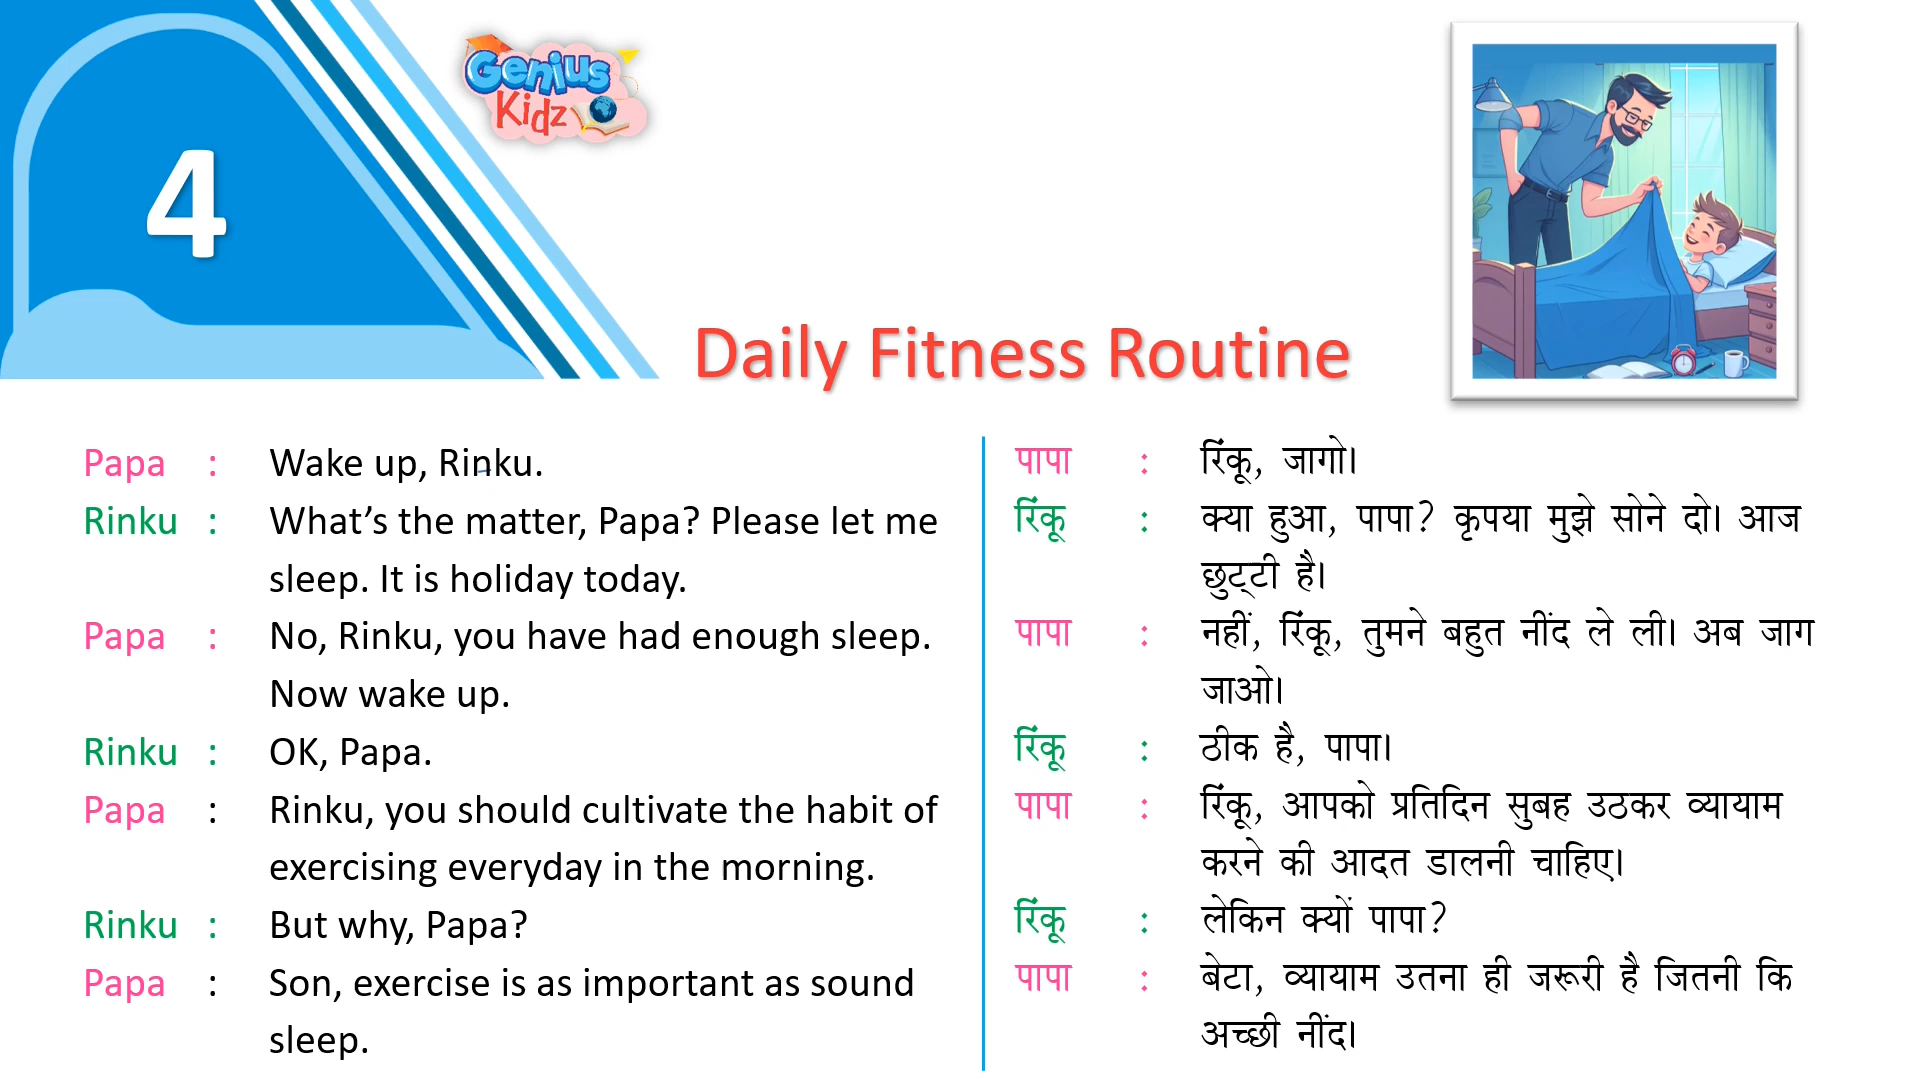 Genius
Kidz
4
Daily Fitness Routine
Papa : Wake up, Rinku.
Rinku : What's the matter, Papa? Please let me
sleep. It is holiday today.
Papa : No, Rinku, you have had enough sleep.
Now wake up.
Rinku : OK, Papa.
Papa : Rinku, you should cultivate the habit of
exercising everyday in the morning.
Rinku : But why, Papa?
Papa : Son, exercise is as important as sound
sleep.
पापा : रिंकू, जागो।
रिंकू : क्या हुआ, पापा? कृपया मुझे सोने दो। आज
छुट्टी है।
पापा : नहीं, रिंकू, तुमने बहुत नींद ले ली। अब जाग
जाओ।
रिंकू : ठीक है, पापा।
पापा : रिंकू, आपको प्रतिदिन सुबह उठकर व्यायाम
करने की आदत डालनी चाहिए।
रिंकू : लेकिन क्यों पापा?
पापा : बेटा, व्यायाम उतना ही जरूरी है जितनी कि
अच्छी नींद।